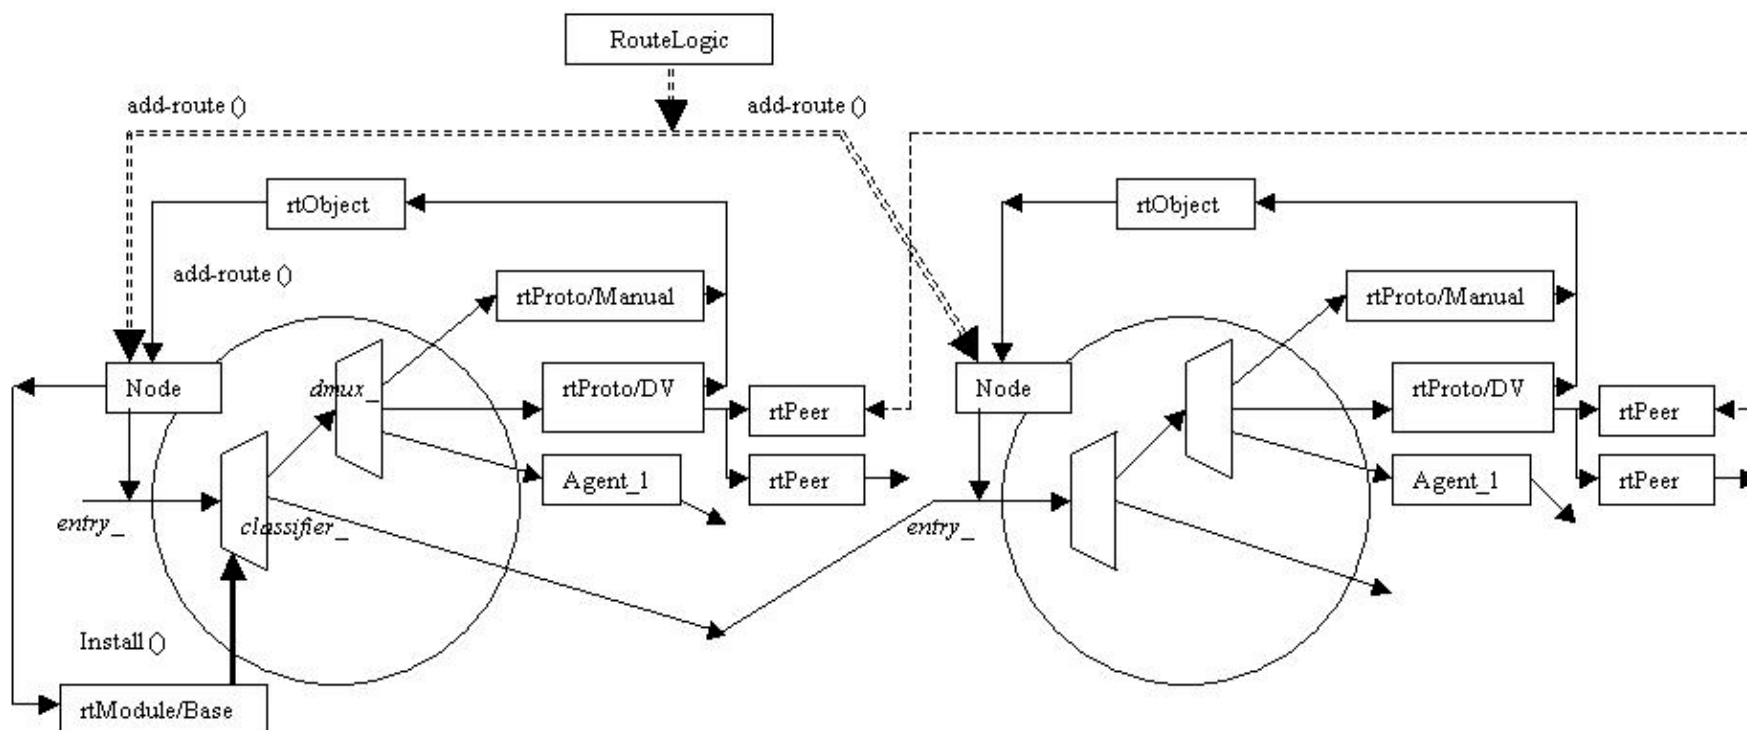 RouteLogic
add-route ()
add-route ()
rtObject
rtObject
add-route ()
rtProto/Manual
rtProto/Manual
Node
dmux_
rtProto/DV
rtPeer
Node
rtProto/DV
rtPeer
Agent_1
rtPeer
Agent_1
rtPeer
entry_
classifier_
entry_
Install ()
rtModule/Base